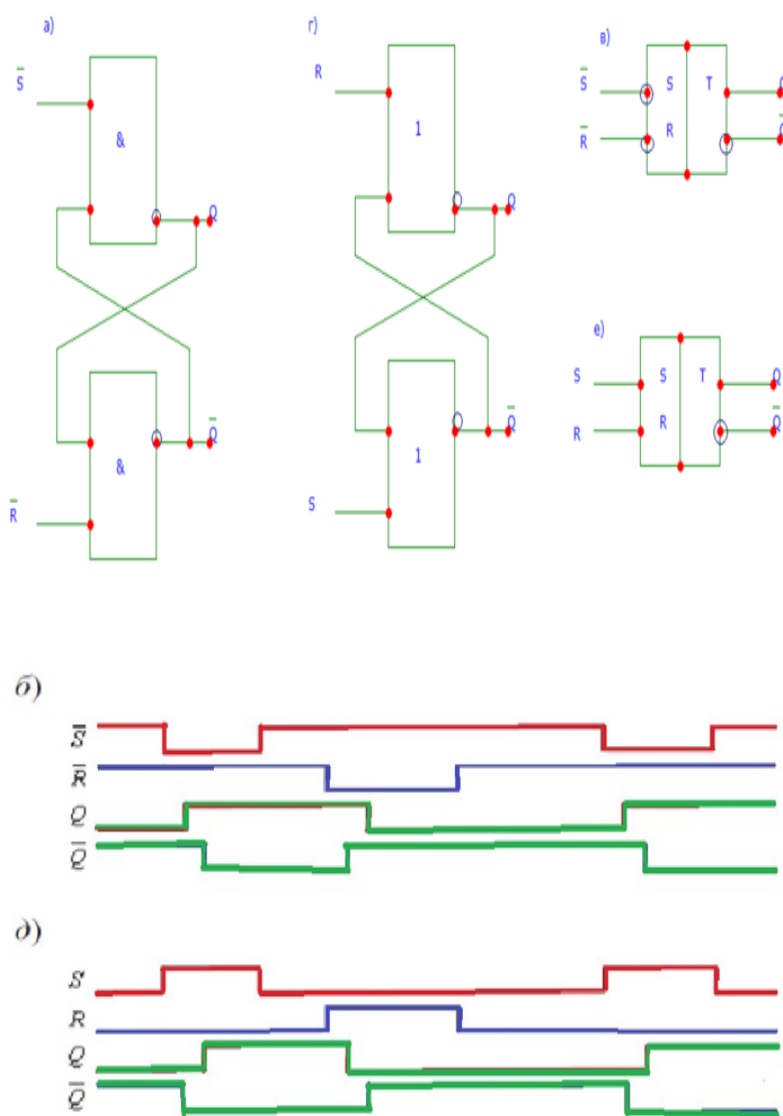 а)
S̅
&
Q
&
Q̅
R̅
г)
R
1
Q
1
Q̅
S
в)
S̅ S T
R̅ R
е)
S S T Q
R R Q̅
б)
S̅
R̅
Q
Q̅
д)
S
R
Q
Q̅